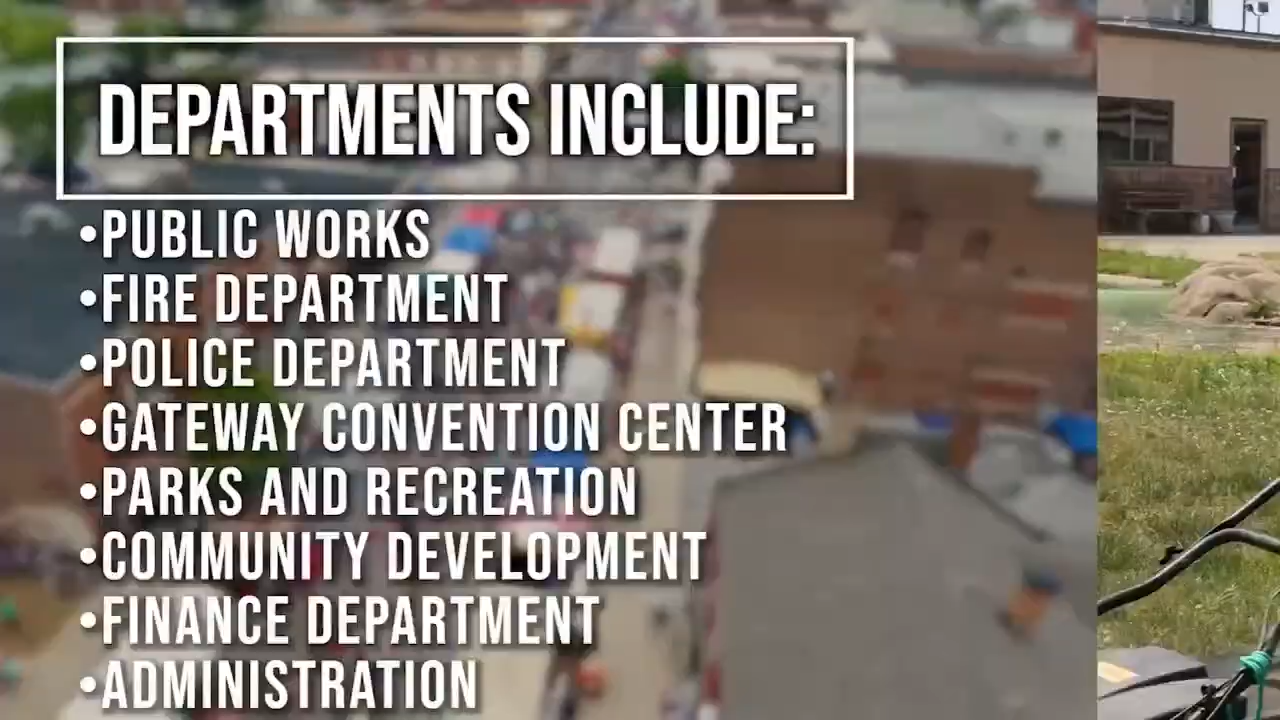 DEPARTMENTS INCLUDE:
•PUBLIC WORKS
•FIRE DEPARTMENT
•POLICE DEPARTMENT
•GATEWAY CONVENTION CENTER
•PARKS AND RECREATION
•COMMUNITY DEVELOPMENT
•FINANCE DEPARTMENT
•ADMINISTRATION